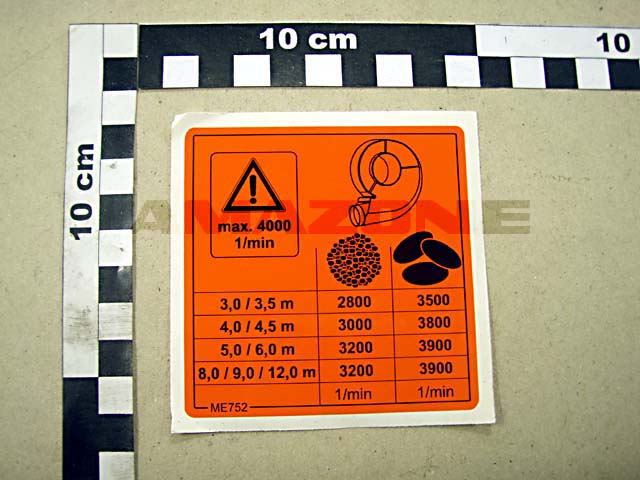 10 cm
10
10 cm
AMAZONE
max. 4000
1/min
3,0 / 3,5 m 2800 3500
4,0 / 4,5 m 3000 3800
5,0 / 6,0 m 3200 3900
8,0 / 9,0 / 12,0 m 3200 3900
1/min 1/min
ME752